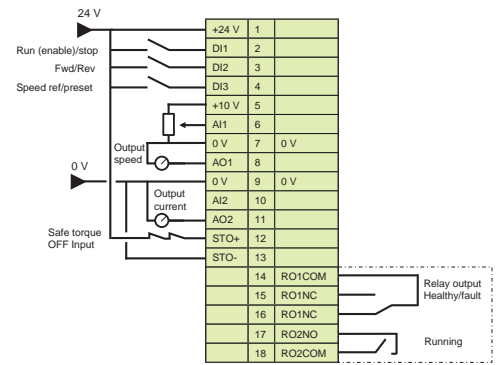 24 V
+24 V 1
Run (enable)/stop DI1 2
Fwd/Rev DI2 3
Speed ref/preset DI3 4
+10 V 5
AI1 6
Output speed
0 V 7 0 V
AO1 8
0 V
0 V 9 0 V
Output current
AI2 10
AO2 11
Safe torque
OFF Input
STO+ 12
STO- 13
14 RO1COM
Relay output
Healthy/fault
15 RO1NC
16 RO1NC
17 RO2NO
Running
18 RO2COM